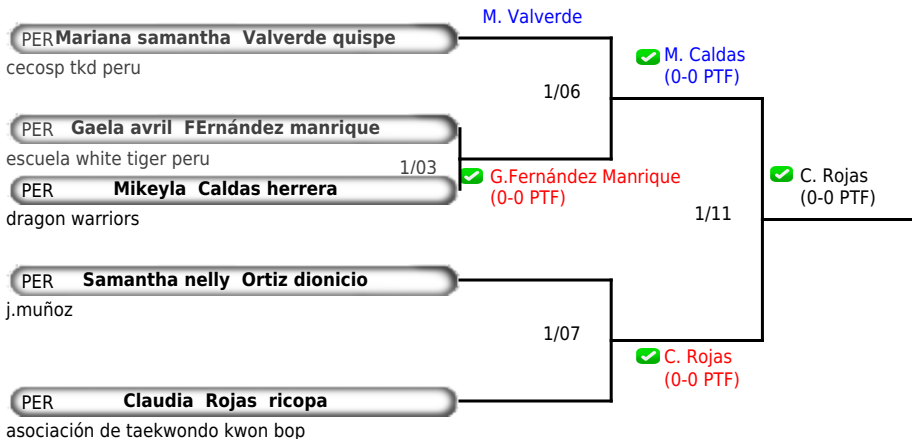 M. Valverde
PER Mariana samantha Valverde quispe
cecosp tkd peru
M. Caldas
(0-0 PTF)
1/06
PER Gaela avril FErnández manrique
escuela white tiger peru
1/03
G.Fernández Manrique
(0-0 PTF)
C. Rojas
(0-0 PTF)
PER Mikeyla Caldas herrera
dragon warriors
1/11
PER Samantha nelly Ortiz dionicio
j.muñoz
1/07
C. Rojas
(0-0 PTF)
PER Claudia Rojas ricopa
asociación de taekwondo kwon bop